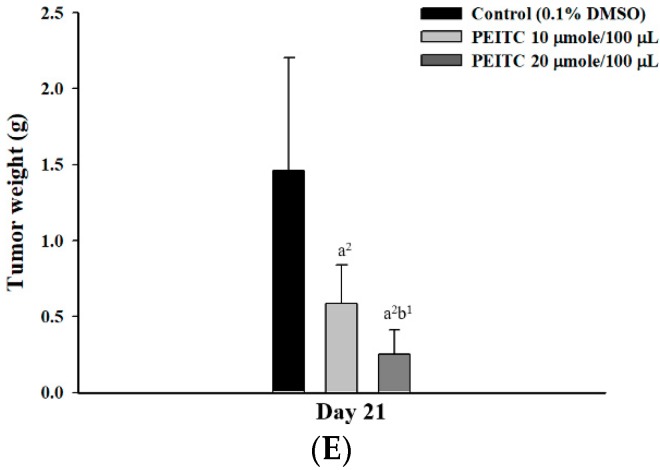 Control (0.1% DMSO)
PEITC 10 µmole/100 µL
PEITC 20 µmole/100 µL
Tumor weight (g)
2.5
2.0
1.5
1.0
0.5
0.0
a²
a²b¹
Day 21
(E)